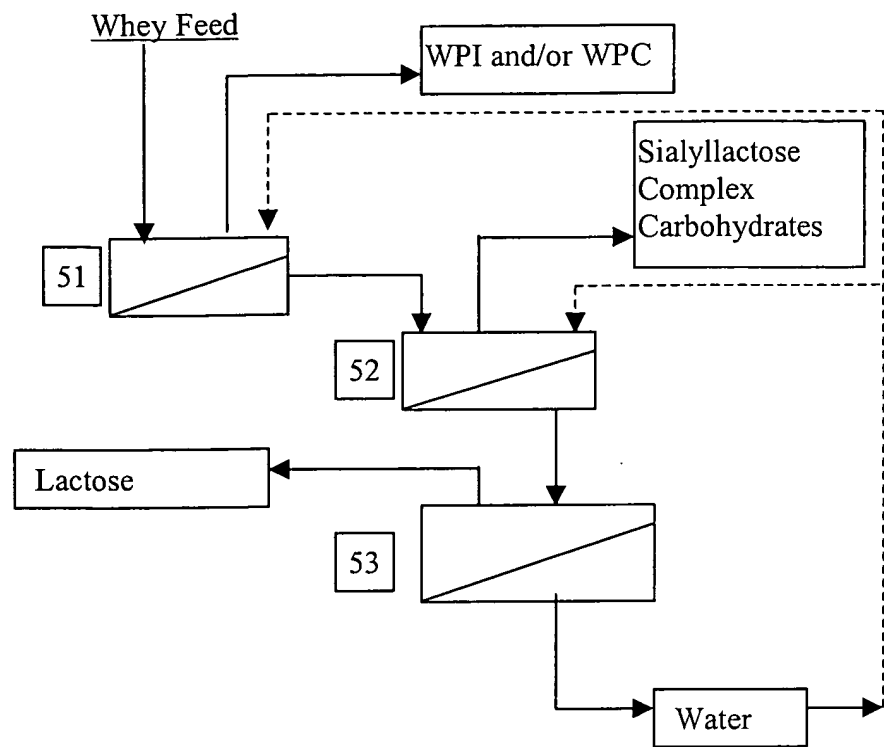 Whey Feed
WPI and/or WPC
Sialyllactose
Complex
Carbohydrates
51
52
Lactose
53
Water